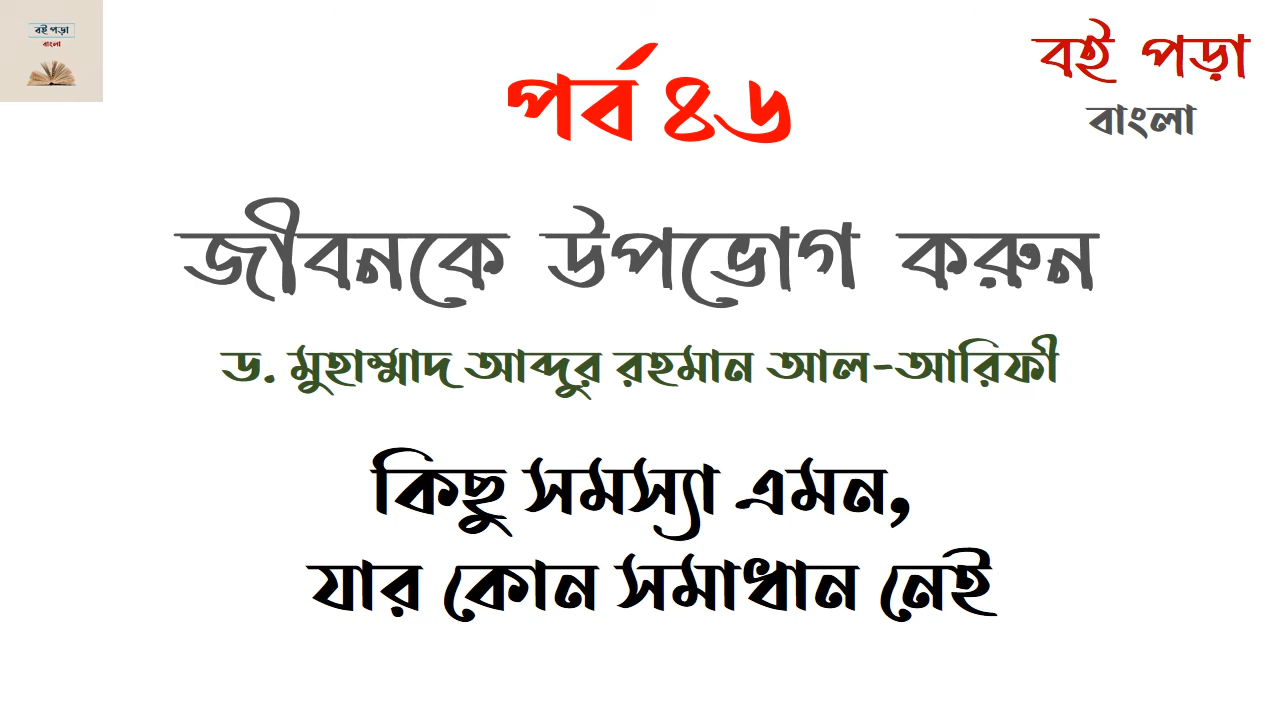 বই পড়া
বাংলা
পর্ব ৪৬
বই পড়া
বাংলা
জীবনকে উপভোগ করুন
ড. মুহাম্মাদ আব্দুর রহমান আল-আরিফী
কিছু সমস্যা এমন,
যার কোন সমাধান নেই